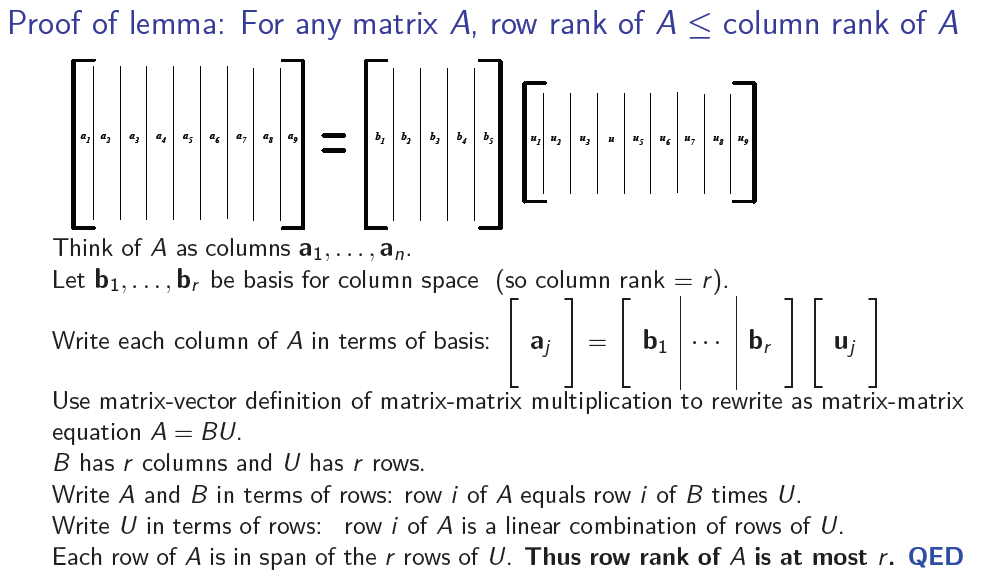 Proof of lemma: For any matrix A, row rank of A ≤ column rank of A
a₁ a₂ a₃ a₄ a₅ a₆ a₇ a₈ a₉ = b₁ b₂ b₃ b₄ b₅ u₁ u₂ u₃ u u₅ u₆ u₇ u₈ u₉
Think of A as columns a₁, . . . , aₙ.
Let b₁, . . . , bᵣ be basis for column space (so column rank = r).
Write each column of A in terms of basis: [ aⱼ ] = [ b₁ | ··· | bᵣ ] [ uⱼ ]
Use matrix-vector definition of matrix-matrix multiplication to rewrite as matrix-matrix
equation A = BU.
B has r columns and U has r rows.
Write A and B in terms of rows: row i of A equals row i of B times U.
Write U in terms of rows: row i of A is a linear combination of rows of U.
Each row of A is in span of the r rows of U. Thus row rank of A is at most r. QED